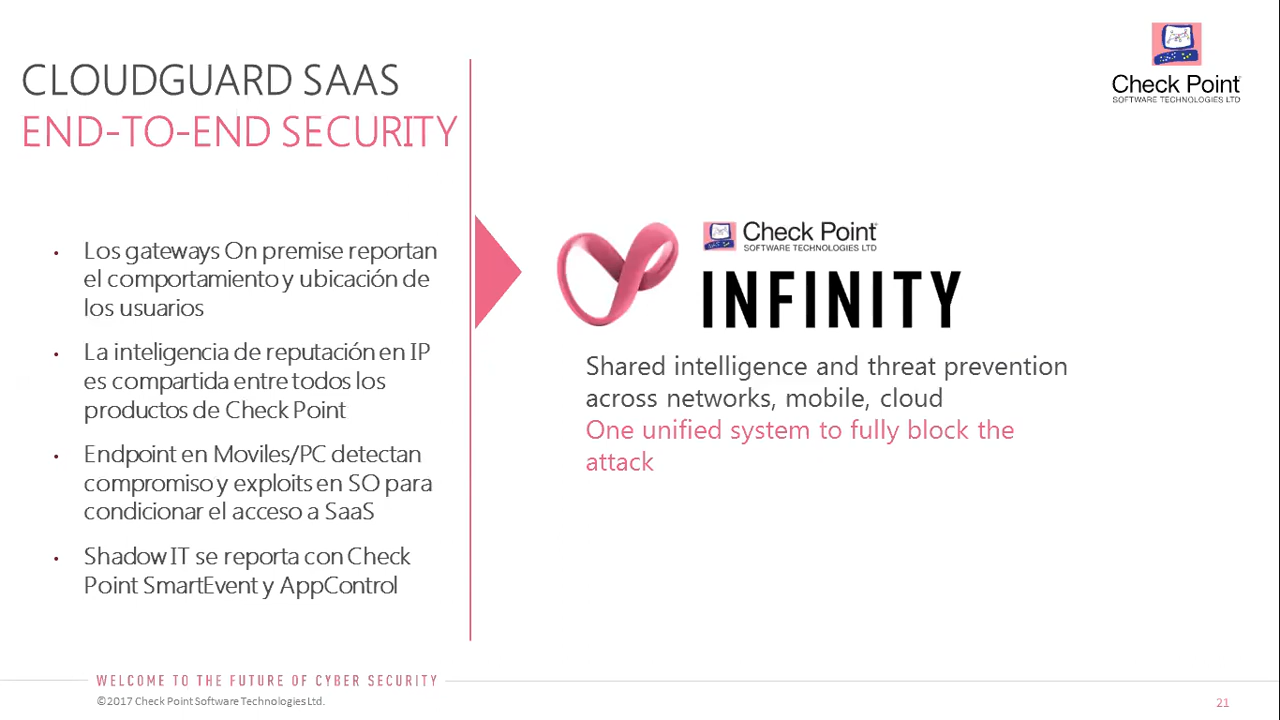 CLOUDGUARD SAAS
END-TO-END SECURITY
Check Point
SOFTWARE TECHNOLOGIES LTD
• Los gateways On premise reportan
el comportamiento y ubicación de
los usuarios
• La inteligencia de reputación en IP
es compartida entre todos los
productos de Check Point
• Endpoint en Moviles/PC detectan
compromiso y exploits en SO para
condicionar el acceso a SaaS
• Shadow IT se reporta con Check
Point SmartEvent y AppControl
Check Point
SOFTWARE TECHNOLOGIES LTD
INFINITY
Shared intelligence and threat prevention
across networks, mobile, cloud
One unified system to fully block the
attack
WELCOME TO THE FUTURE OF CYBER SECURITY
©2017 Check Point Software Technologies Ltd.
21